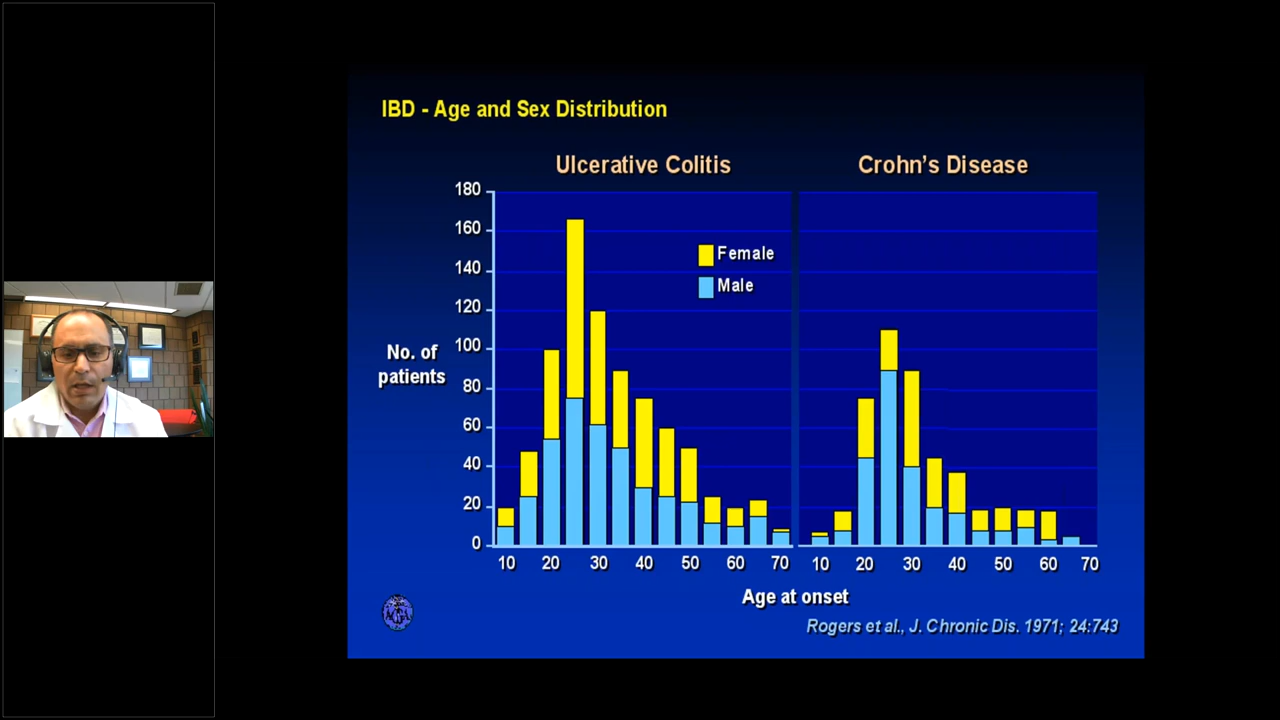 IBD - Age and Sex Distribution
Ulcerative Colitis
Crohn's Disease
180
160
140
120
100
80
60
40
20
0
No. of
patients
Female
Male
10 20 30 40 50 60 70
10 20 30 40 50 60 70
Age at onset
Rogers et al., J. Chronic Dis. 1971; 24:743